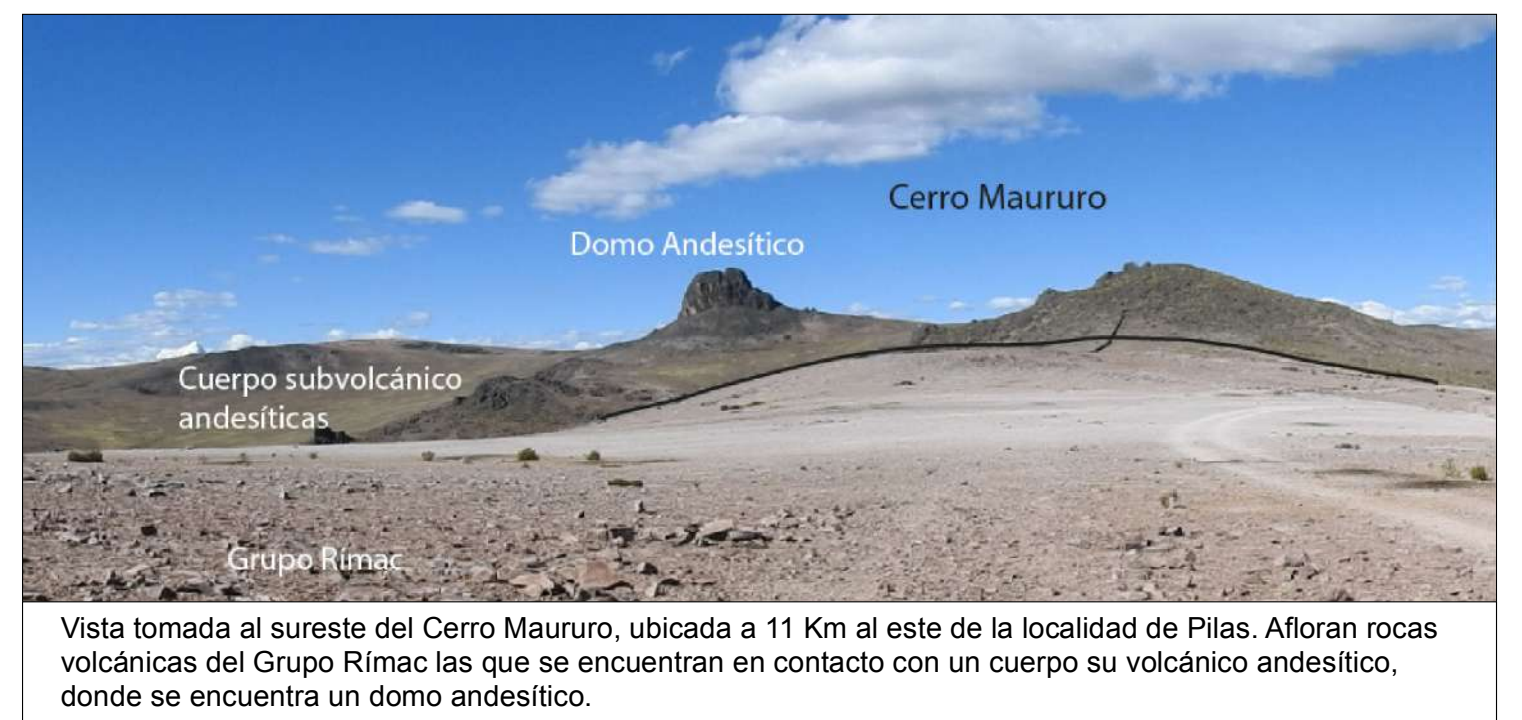 Cerro Maururo
Domo Andesítico
Cuerpo subvolcánico
andesíticas
Grupo Rímac
Vista tomada al sureste del Cerro Maururo, ubicada a 11 Km al este de la localidad de Pilas. Afloran rocas
volcánicas del Grupo Rímac las que se encuentran en contacto con un cuerpo su volcánico andesítico,
donde se encuentra un domo andesítico.